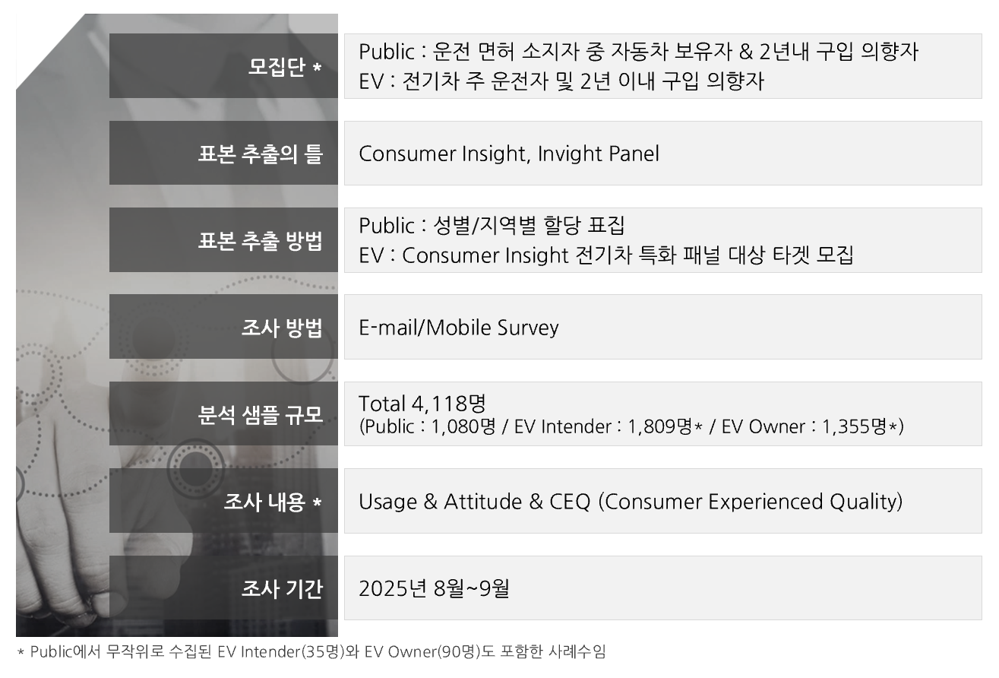 모집단 *
Public : 운전 면허 소지자 중 자동차 보유자 & 2년내 구입 의향자
EV : 전기차 주 운전자 및 2년 이내 구입 의향자
표본 추출의 틀
Consumer Insight, Invight Panel
표본 추출 방법
Public : 성별/지역별 할당 표집
EV : Consumer Insight 전기차 특화 패널 대상 타겟 모집
조사 방법
E-mail/Mobile Survey
분석 샘플 규모
Total 4,118명
(Public : 1,080명 / EV Intender : 1,809명* / EV Owner : 1,355명*)
조사 내용 *
Usage & Attitude & CEQ (Consumer Experienced Quality)
조사 기간
2025년 8월~9월
* Public에서 무작위로 수집된 EV Intender(35명)와 EV Owner(90명)도 포함한 사례수임